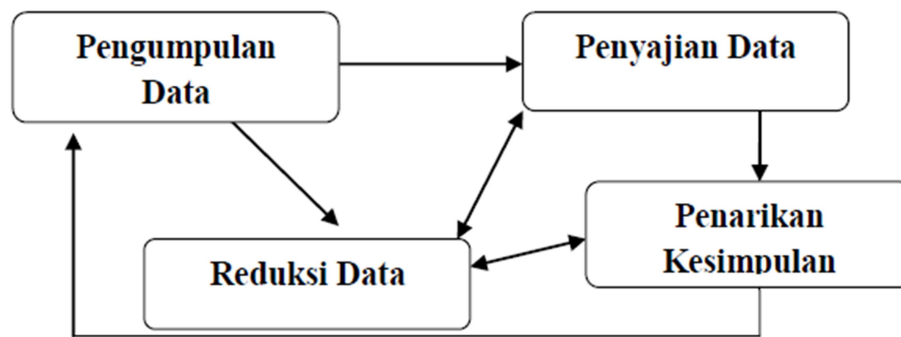 Pengumpulan
Data
Penyajian Data
Reduksi Data
Penarikan
Kesimpulan